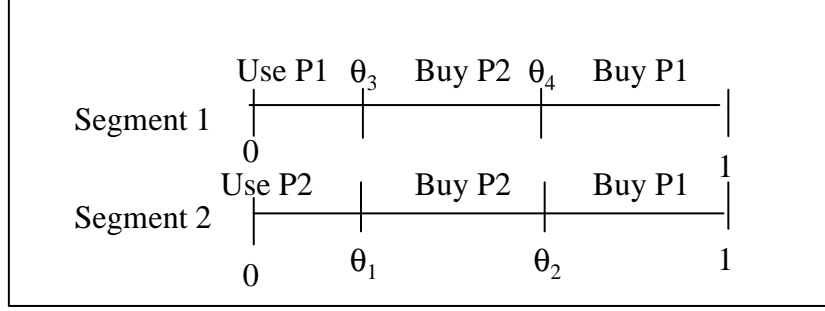 Use P1 θ3 Buy P2 θ4 Buy P1
Segment 1
0 1
Use P2 Buy P2 Buy P1
Segment 2
0 θ1 θ2 1